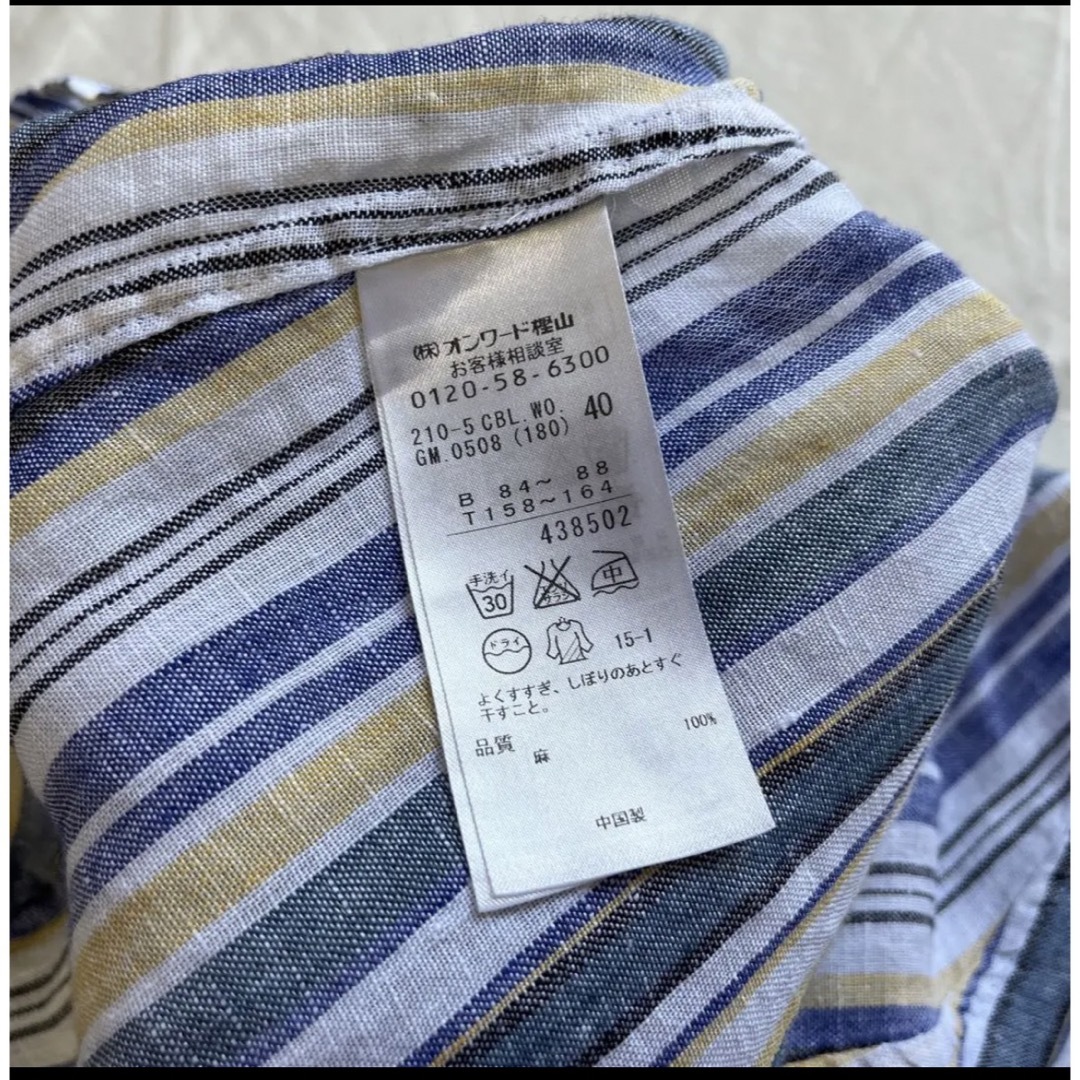 (株)オンワード樫山
お客様相談室
0120-58-6300
210-5 CBL.WO. 40
GM.0508 (180)
B 84～ 88
T158～164
438502
手洗イ 30 中
ドライ 15-1
よくすすぎ、しぼりのあとすぐ
干すこと。
品質 100%
麻
中国製